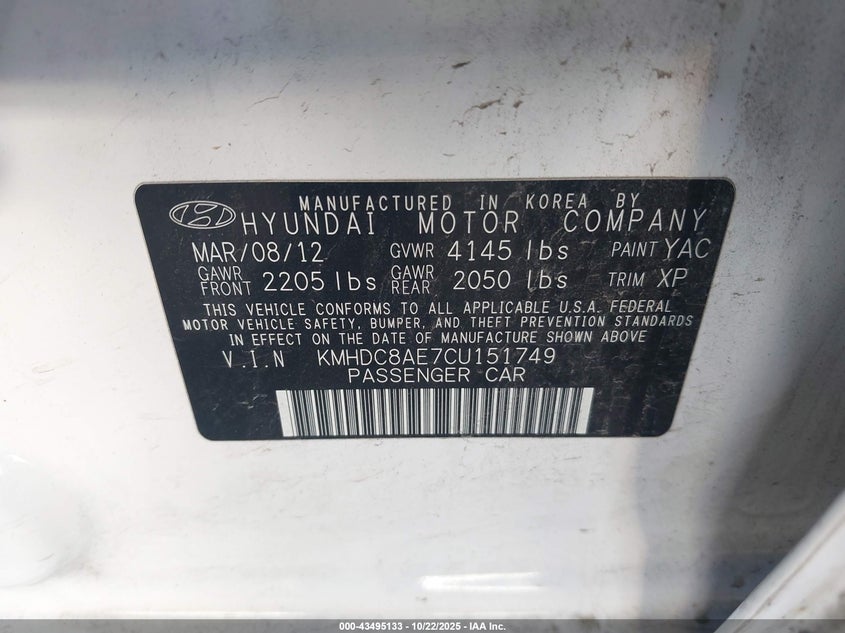 MANUFACTURED IN KOREA BY
HYUNDAI MOTOR COMPANY
MAR/08/12 GVWR 4145 lbs PAINT YAC
GAWR FRONT 2205 lbs GAWR REAR 2050 lbs TRIM XP
THIS VEHICLE CONFORMS TO ALL APPLICABLE U.S.A. FEDERAL
MOTOR VEHICLE SAFETY, BUMPER, AND THEFT PREVENTION STANDARDS
IN EFFECT ON THE DATE OF MANUFACTURE SHOWN ABOVE
V.I.N KMHDC8AE7CU151749
PASSENGER CAR
000-43495133 - 10/22/2025 - IAA Inc.